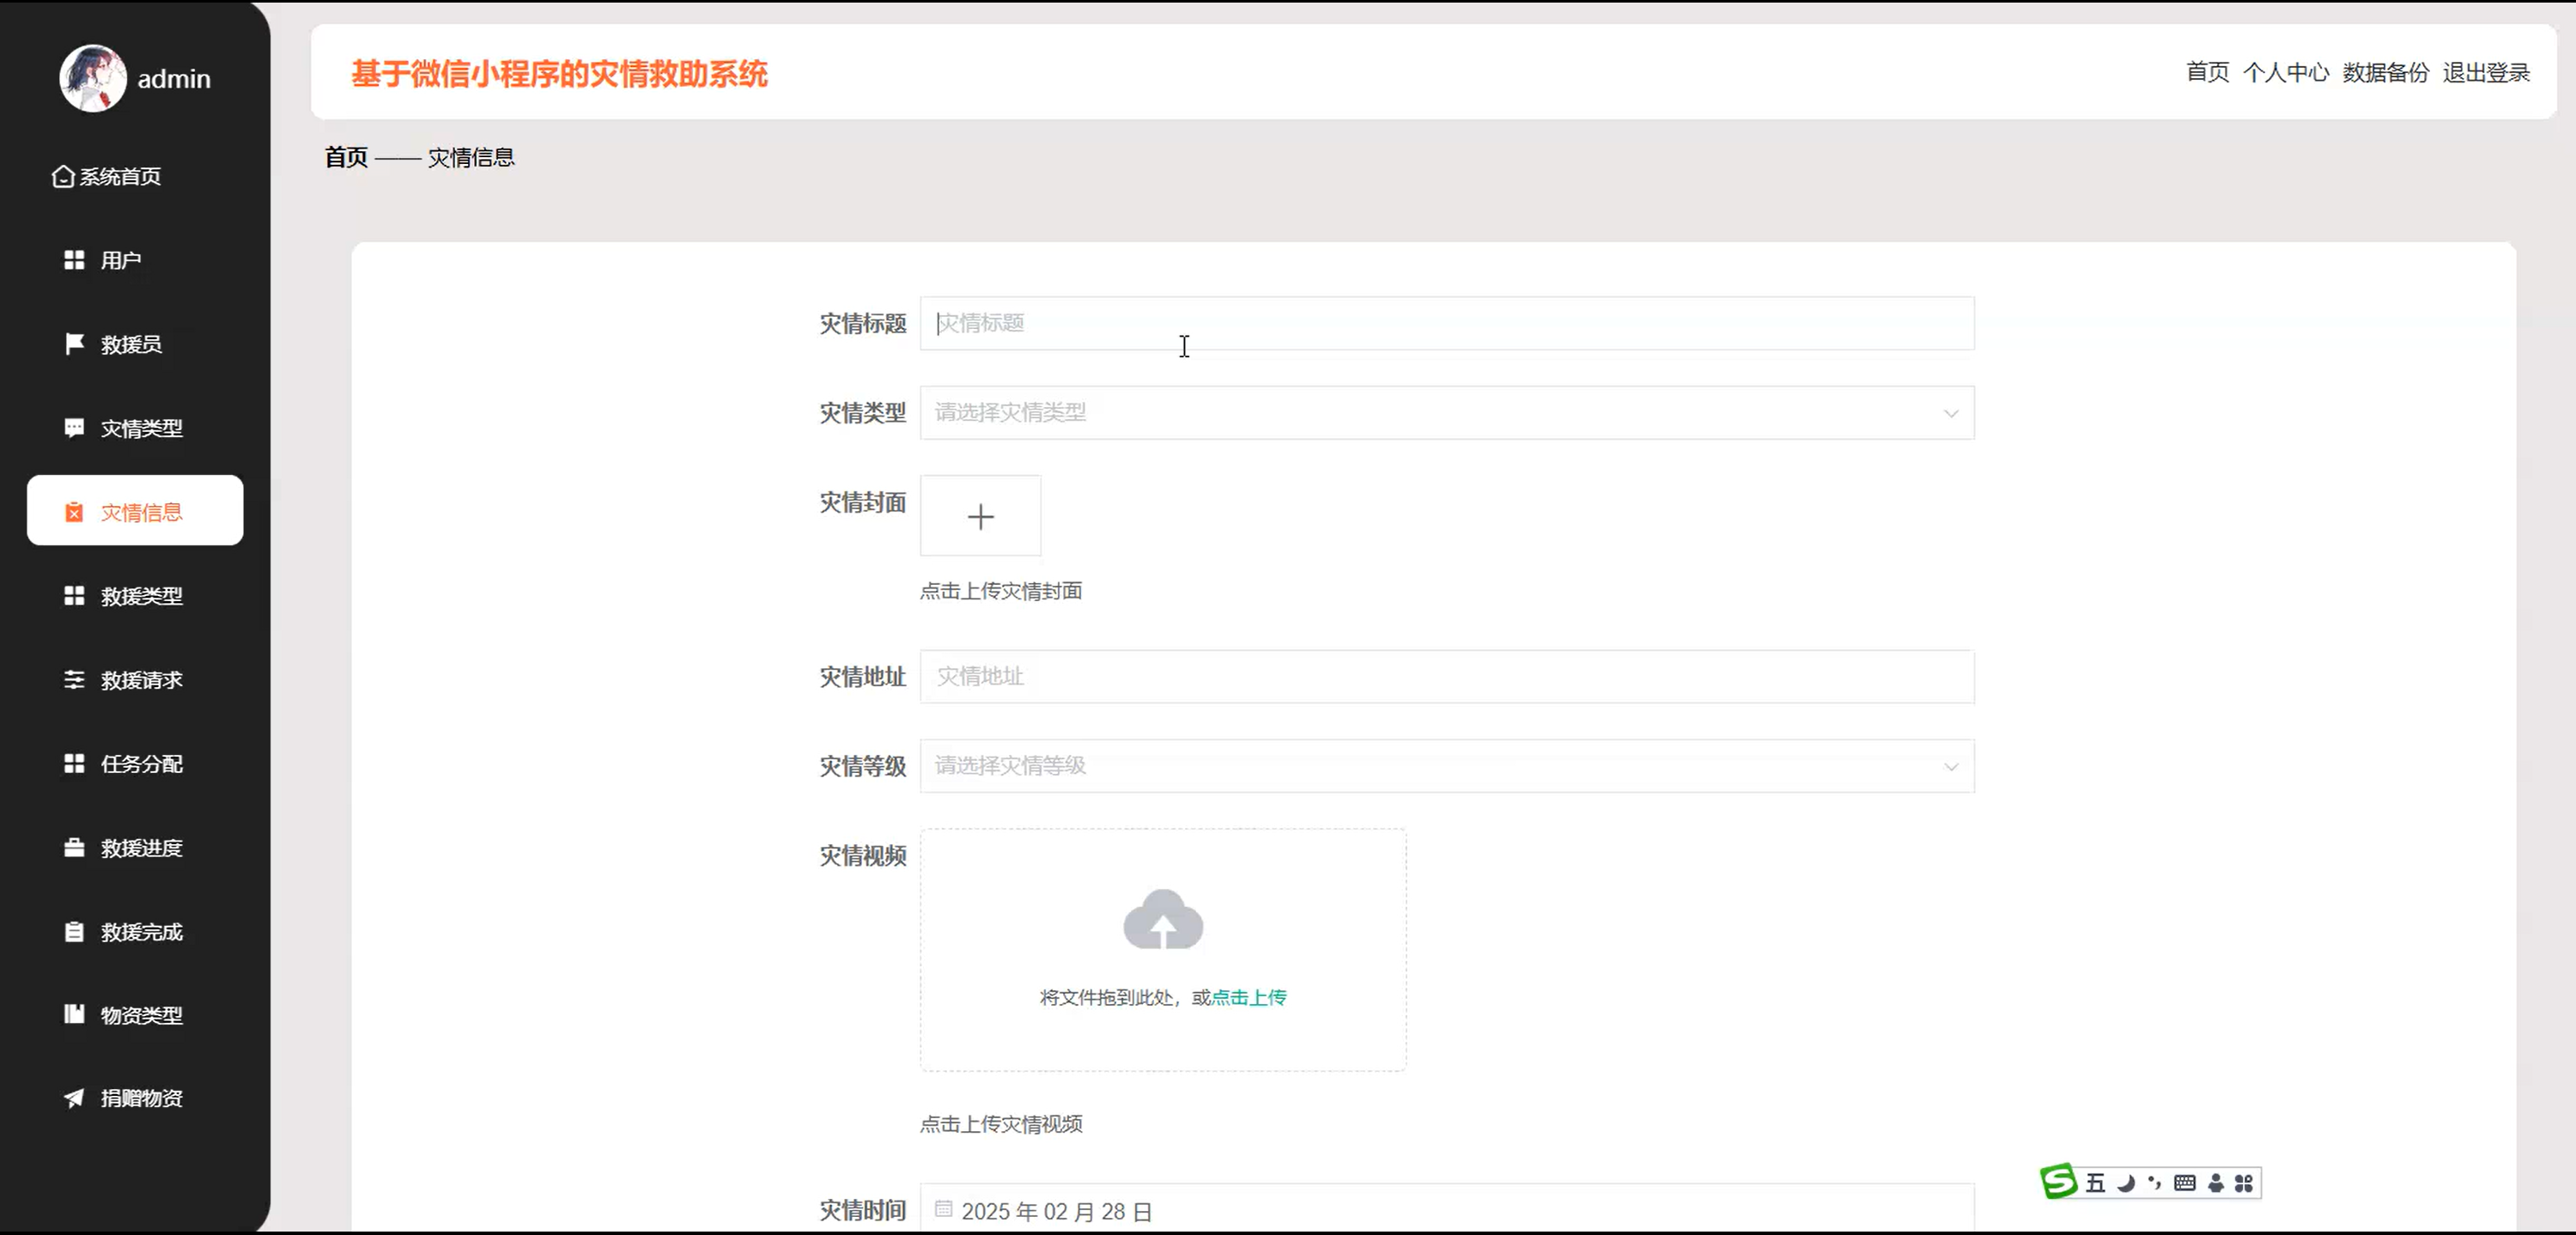 admin
系统首页
用户
救援员
灾情类型
灾情信息
救援类型
救援请求
任务分配
救援进度
救援完成
物资类型
捐赠物资
基于微信小程序的灾情救助系统
首页 个人中心 数据备份 退出登录
首页 —— 灾情信息
灾情标题 灾情标题
灾情类型 请选择灾情类型
灾情封面
点击上传灾情封面
灾情地址 灾情地址
灾情等级 请选择灾情等级
灾情视频
将文件拖到此处，或点击上传
点击上传灾情视频
灾情时间 2025 年 02 月 28 日
S 五